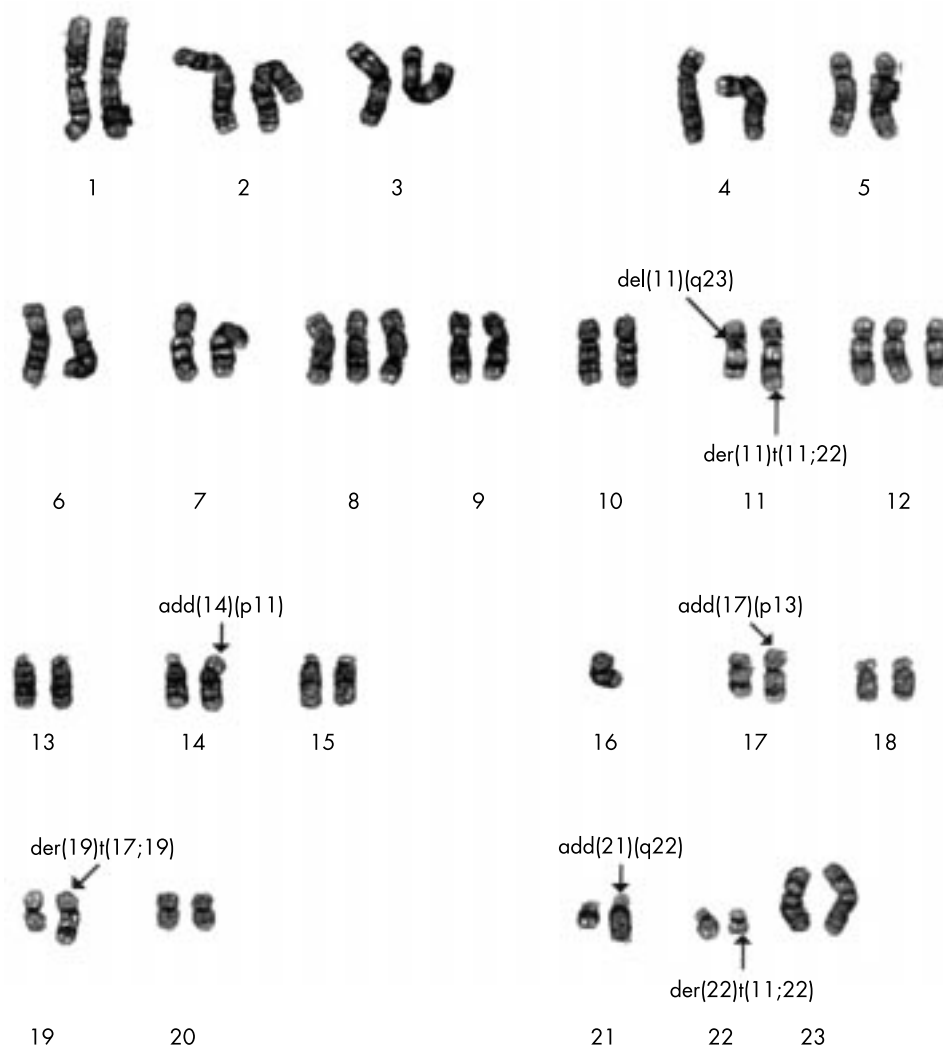 1 2 3 4 5
del(11)(q23)
der(11)t(11;22)
6 7 8 9 10 11 12
add(14)(p11) add(17)(p13)
13 14 15 16 17 18
der(19)t(17;19) add(21)(q22)
der(22)t(11;22)
19 20 21 22 23